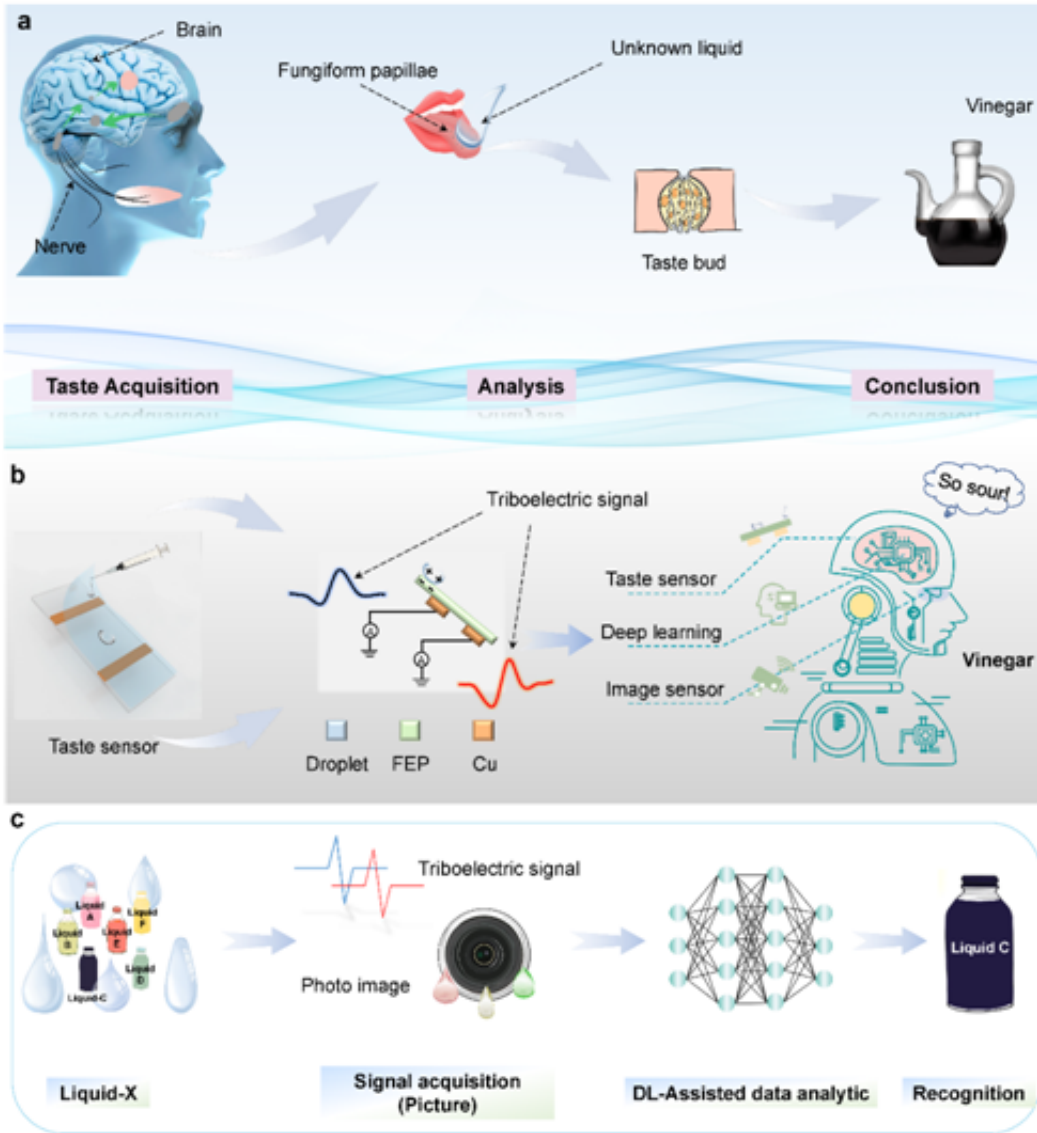 a
Brain
Fungiform papillae
Unknown liquid
Vinegar
Nerve
Taste bud
Taste Acquisition
Analysis
Conclusion
b
Triboelectric signal
So sour!
Taste sensor
Deep learning
Image sensor
Vinegar
Taste sensor
Droplet
FEP
Cu
A
A
c
Triboelectric signal
Liquid
A
Liquid
F
Liquid
B
Liquid
E
Liquid
D
Liquid-C
Photo image
Liquid C
Liquid-X
Signal acquisition
(Picture)
DL-Assisted data analytic
Recognition